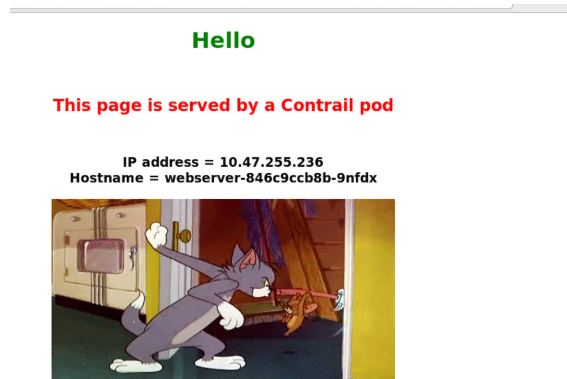 Hello
This page is served by a Contrail pod
IP address = 10.47.255.236
Hostname = webserver-846c9ccb8b-9nfdx